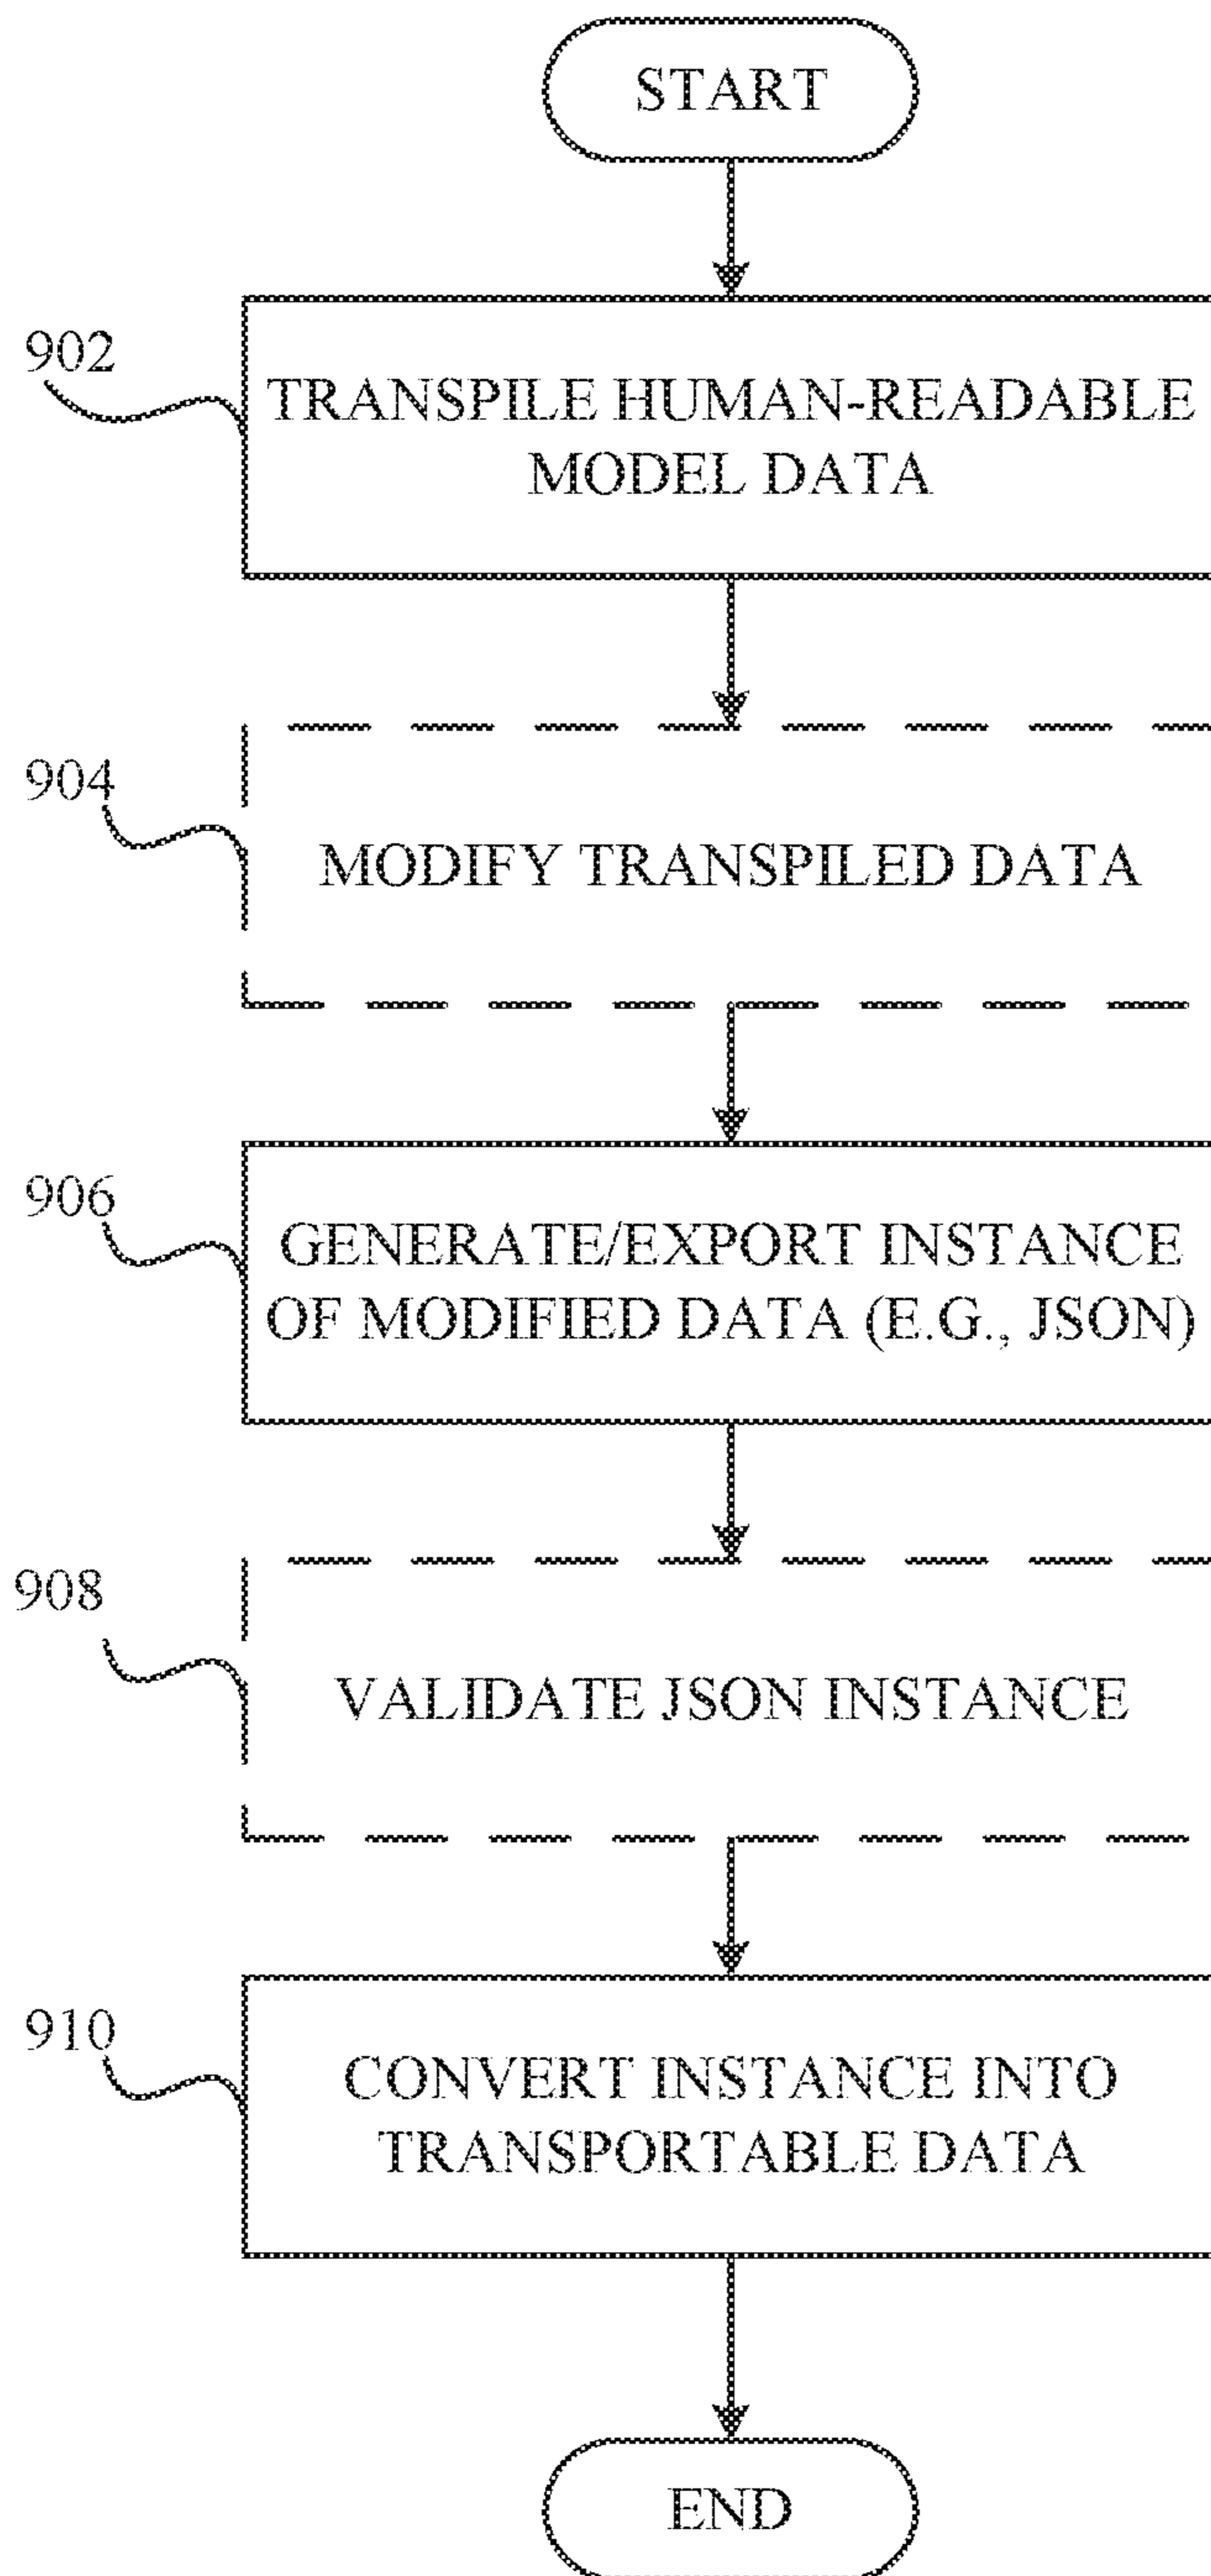 START
902
TRANSPILE HUMAN-READABLE
MODEL DATA
904
MODIFY TRANSPILED DATA
906
GENERATE/EXPORT INSTANCE
OF MODIFIED DATA (E.G., JSON)
908
VALIDATE JSON INSTANCE
910
CONVERT INSTANCE INTO
TRANSPORTABLE DATA
END